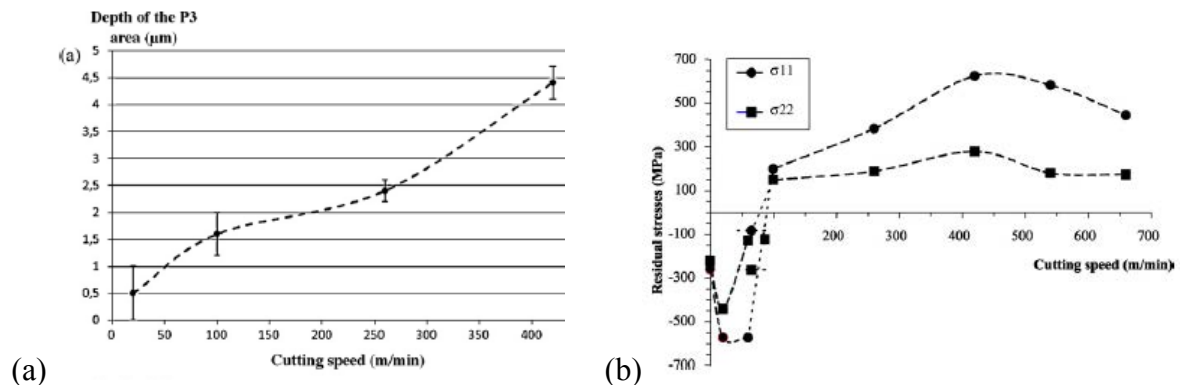 Depth of the P3
area (μm)
(a)
5
4,5
4
3,5
3
2,5
2
1,5
1
0,5
0
0 50 100 150 200 250 300 350 400
Cutting speed (m/min)
(a)
700
500
300
100
-100
-300
-500
-700
Residual stresses (MPa)
σ11
σ22
200 300 400 500 600 700
Cutting speed (m/min)
(b)